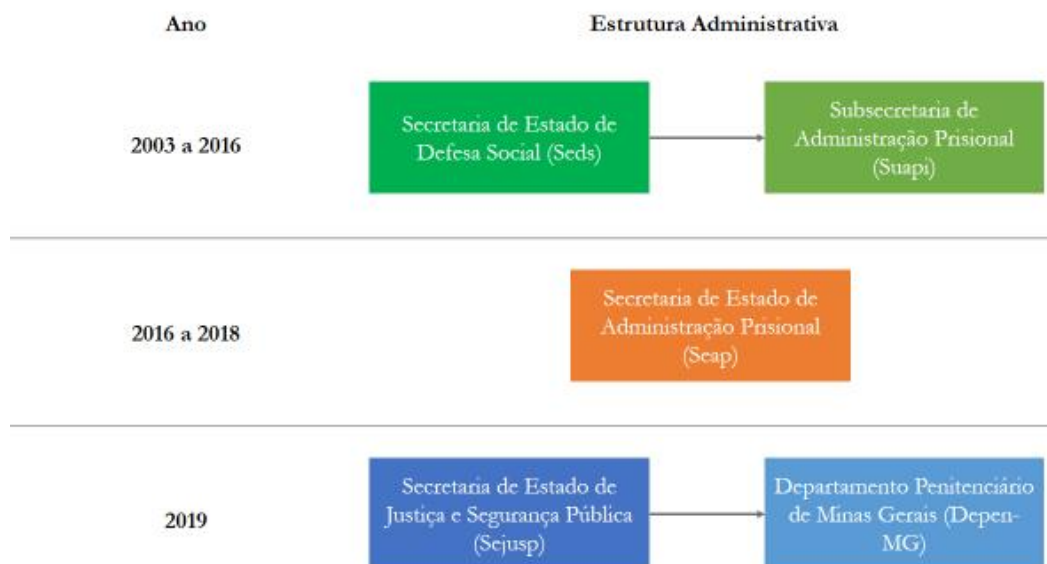 Ano
Estrutura Administrativa
2003 a 2016
Secretaria de Estado de
Defesa Social (Seds)
Subsecretaria de
Administração Prisional
(Suapi)
2016 a 2018
Secretaria de Estado de
Administração Prisional
(Seap)
2019
Secretaria de Estado de
Justiça e Segurança Pública
(Sejusp)
Departamento Penitenciário
de Minas Gerais (Depen-
MG)